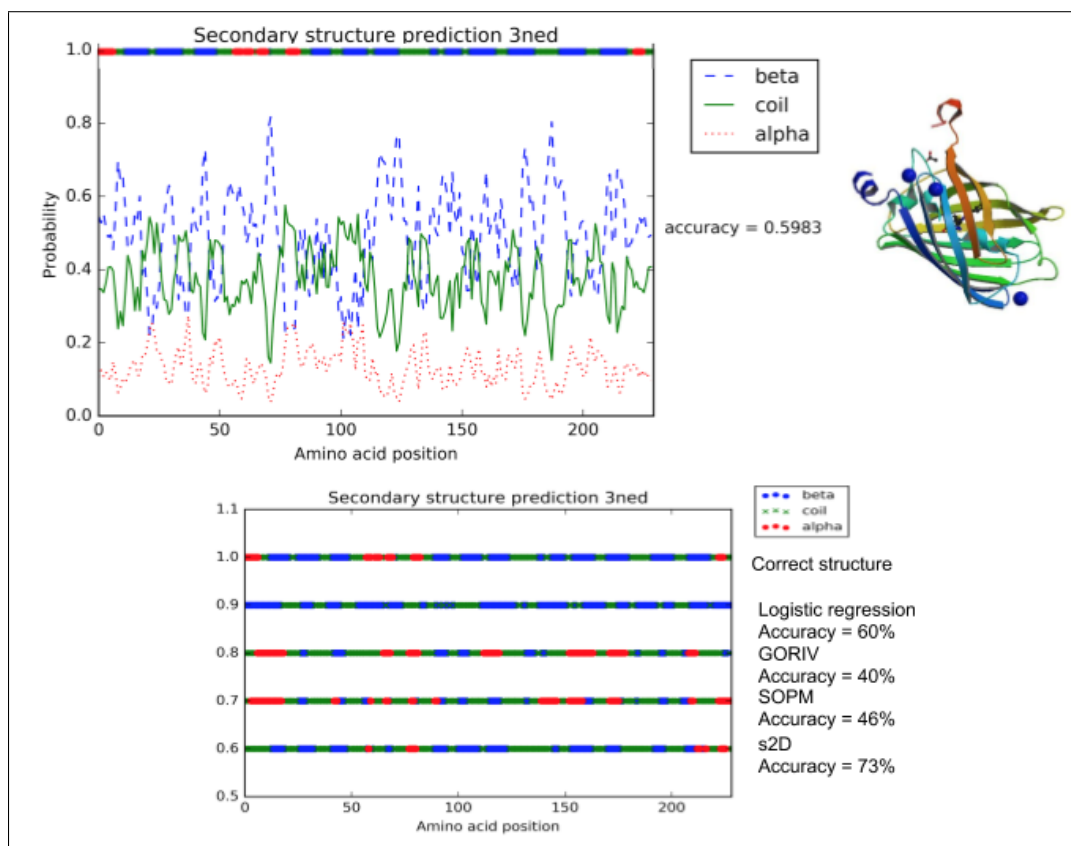 Secondary structure prediction 3ned
1.0
0.8
0.6
0.4
0.2
0.0
Probability
0 50 100 150 200
Amino acid position
beta
coil
alpha
accuracy = 0.5983
Secondary structure prediction 3ned
1.1
1.0
0.9
0.8
0.7
0.6
0.5
0 50 100 150 200
Amino acid position
beta
coil
alpha
Correct structure
Logistic regression
Accuracy = 60%
GORIV
Accuracy = 40%
SOPM
Accuracy = 46%
s2D
Accuracy = 73%